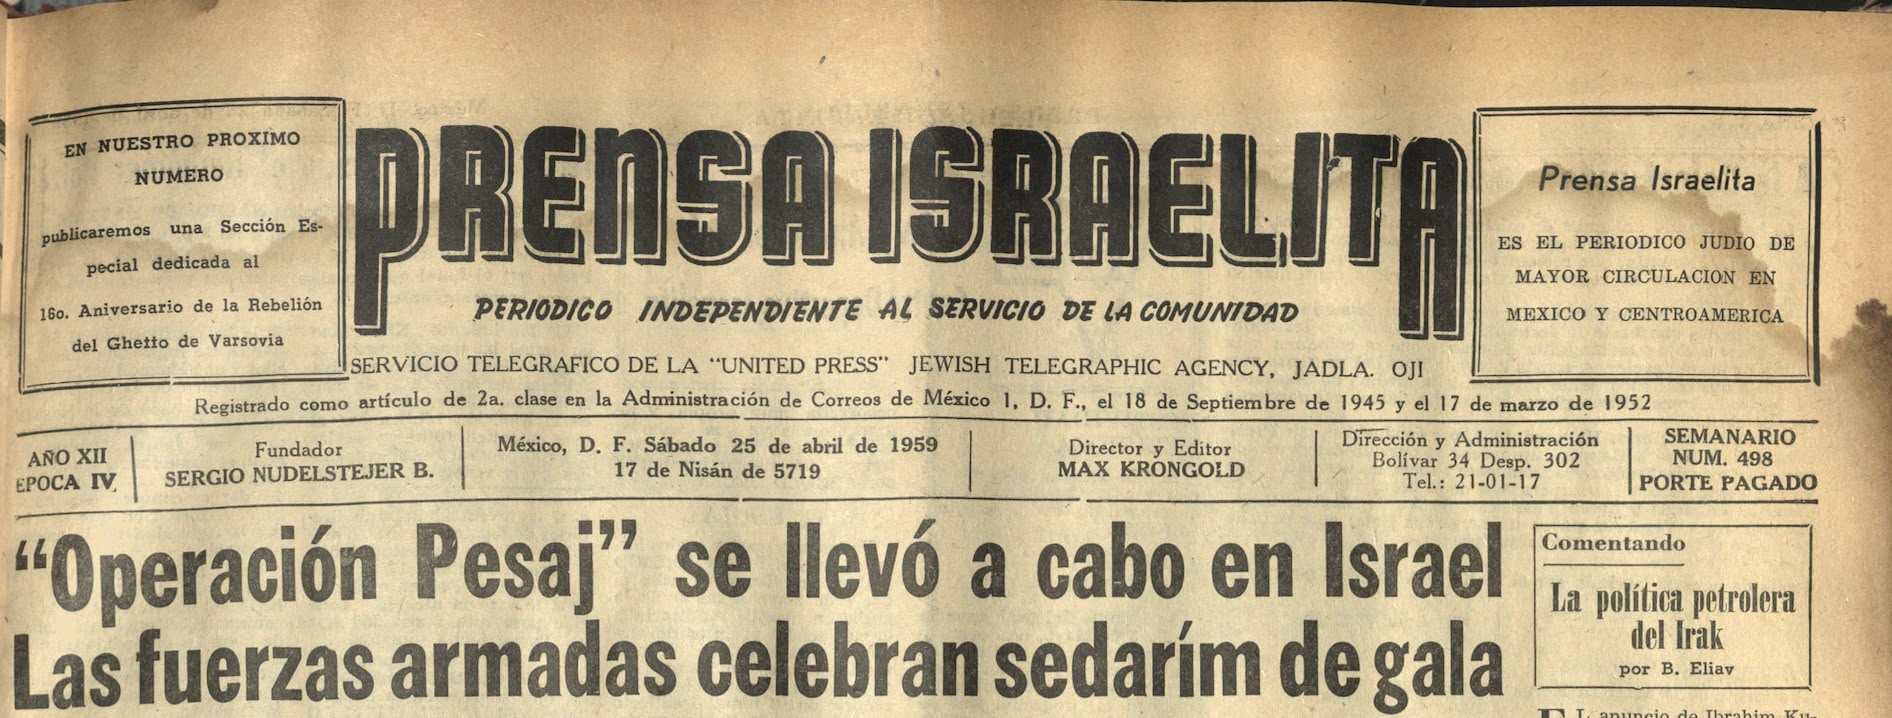 EN NUESTRO PROXIMO
NUMERO
publicaremos una Sección Es-
pecial dedicada al
16o. Aniversario de la Rebelión
del Ghetto de Varsovia
PRENSA ISRAELITA
PERIODICO INDEPENDIENTE AL SERVICIO DE LA COMUNIDAD
Prensa Israelita
ES EL PERIODICO JUDIO DE
MAYOR CIRCULACION EN
MEXICO Y CENTROAMERICA
SERVICIO TELEGRAFICO DE LA "UNITED PRESS" JEWISH TELEGRAPHIC AGENCY, JADLA. OJI
Registrado como artículo de 2a. clase en la Administración de Correos de México 1, D. F., el 18 de Septiembre de 1945 y el 17 de marzo de 1952
AÑO XII
EPOCA IV
Fundador
SERGIO NUDELSTEJER B.
México, D. F. Sábado 25 de abril de 1959
17 de Nisán de 5719
Director y Editor
MAX KRONGOLD
Dirección y Administración
Bolívar 34 Desp. 302
Tel.: 21-01-17
SEMANARIO
NUM. 498
PORTE PAGADO
“Operación Pesaj” se llevó a cabo en Israel
Las fuerzas armadas celebran sedarím de gala
Comentando
La política petrolera
del Irak
por B. Eliav
EL anuncio de Ibrahim Ku-